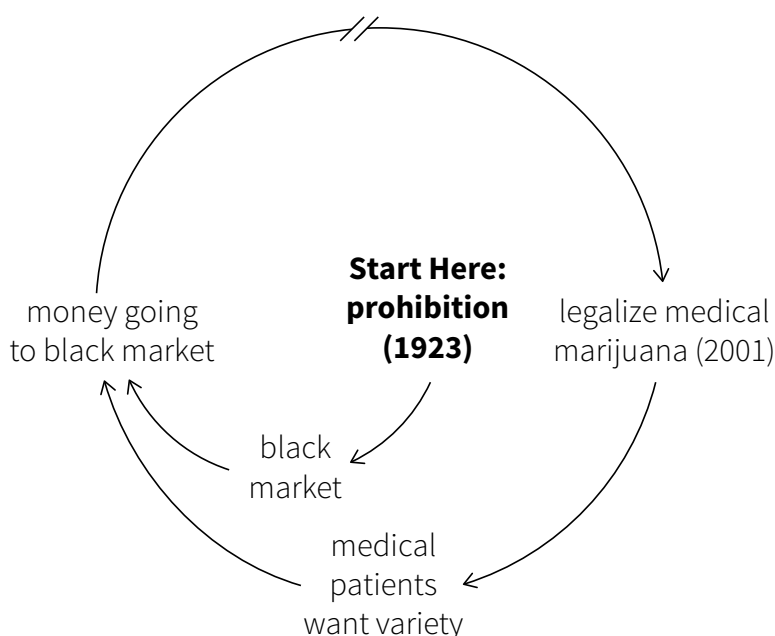 Start Here:
prohibition
(1923)
black
market
money going
to black market
legalize medical
marijuana (2001)
medical
patients
want variety